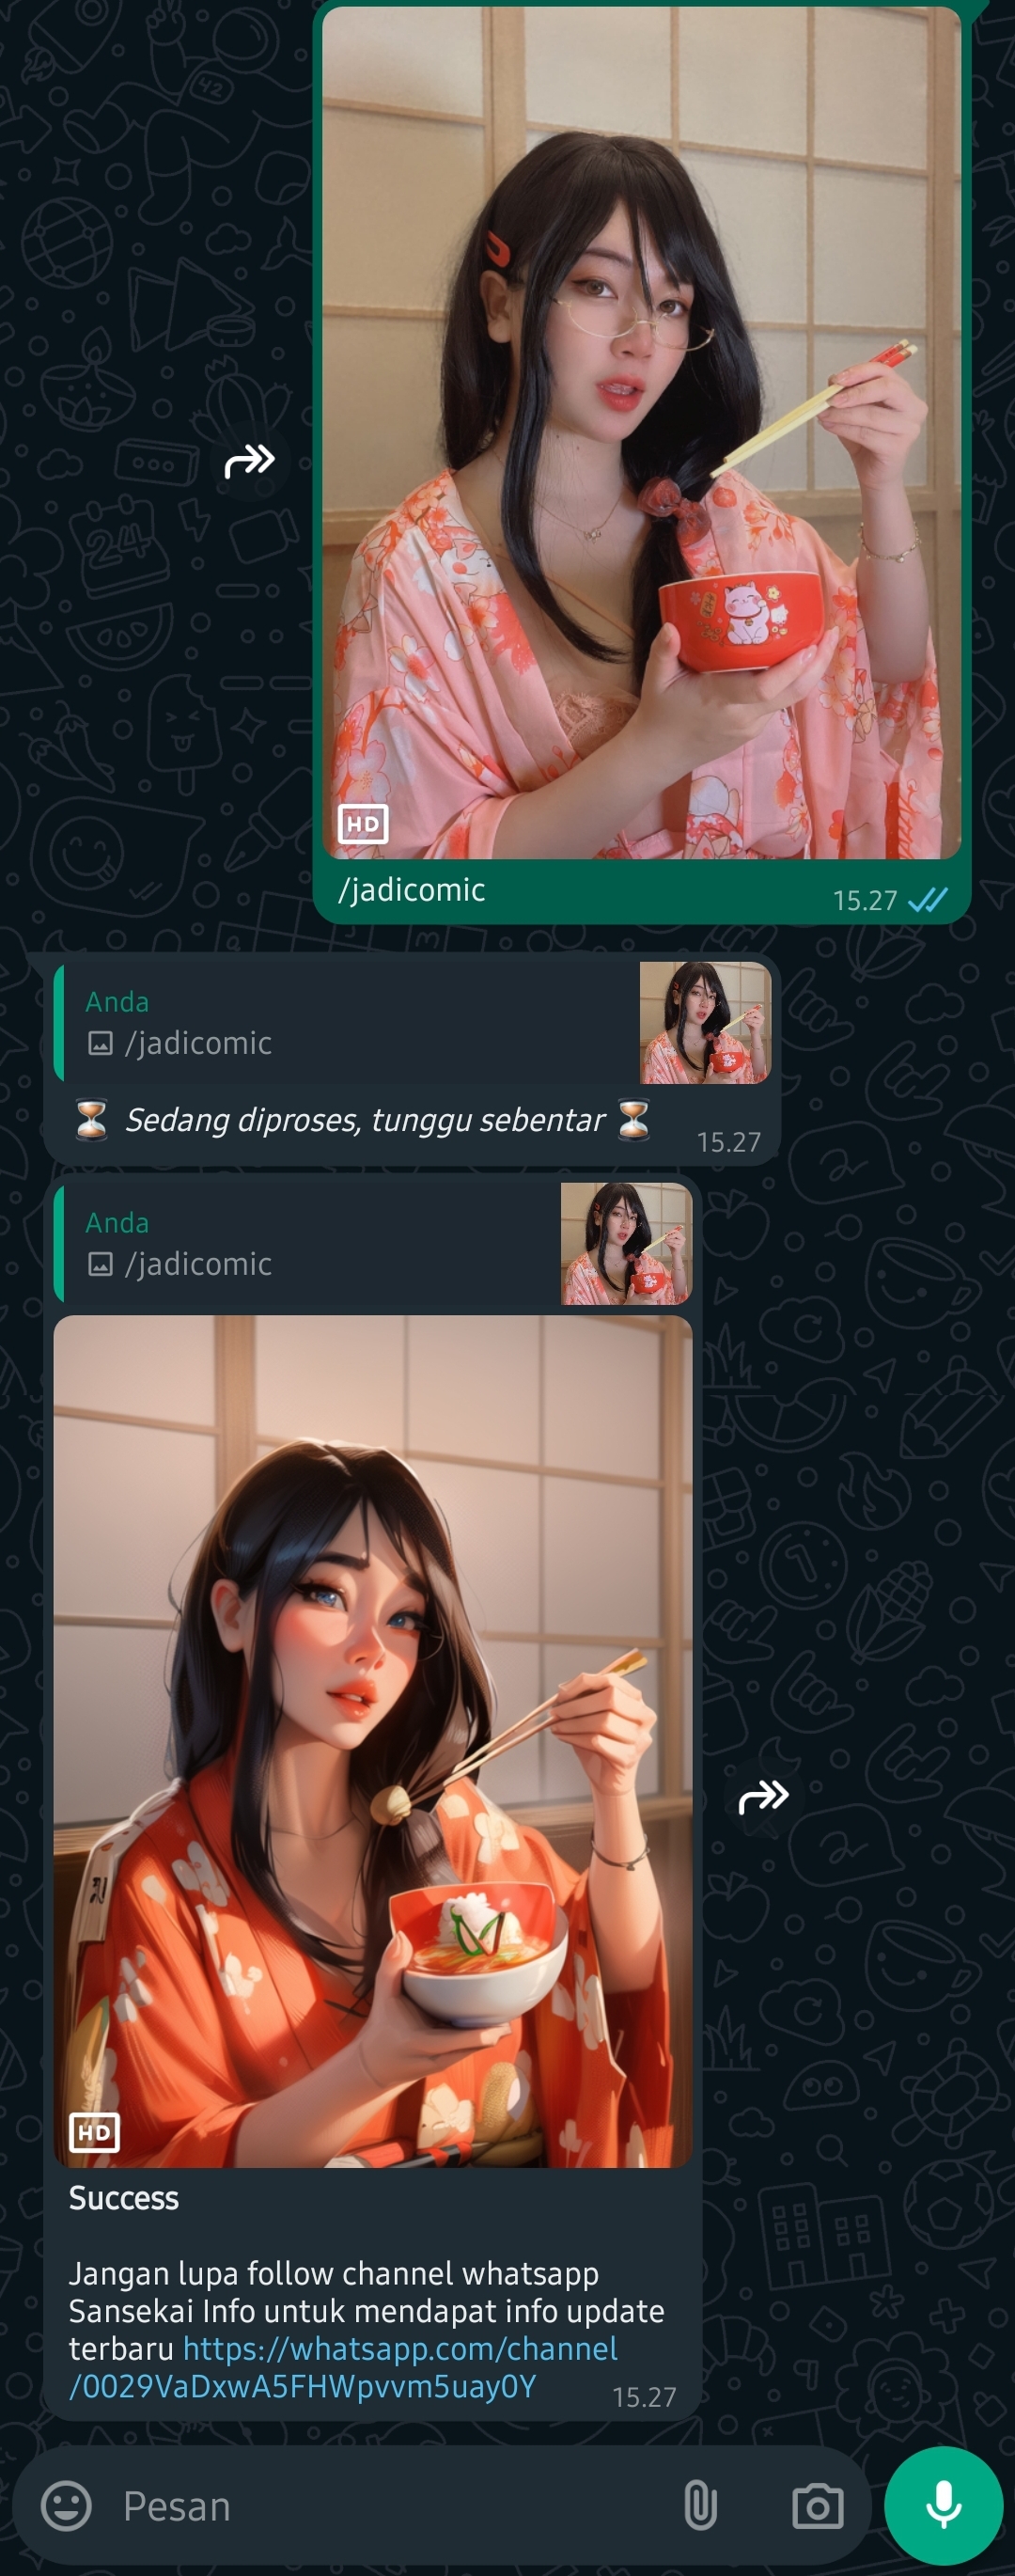 HD
/jadicomic
15.27
Anda
/jadicomic
⏳ Sedang diproses, tunggu sebentar ⏳
15.27
Anda
/jadicomic
HD
Success
Jangan lupa follow channel whatsapp
Sansekai Info untuk mendapat info update
terbaru https://whatsapp.com/channel
/0029VaDxwA5FHWpvvm5uay0Y
15.27
Pesan